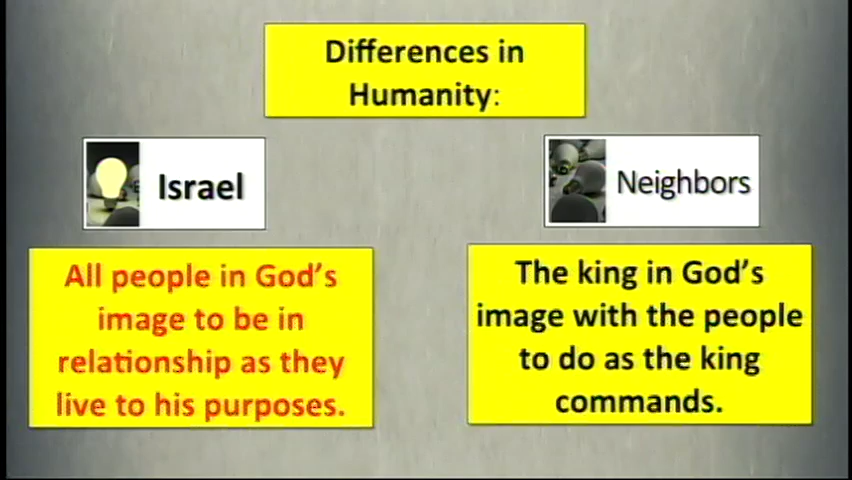 Differences in
Humanity:
Israel
Neighbors
All people in God's
image to be in
relationship as they
live to his purposes.
The king in God's
image with the people
to do as the king
commands.